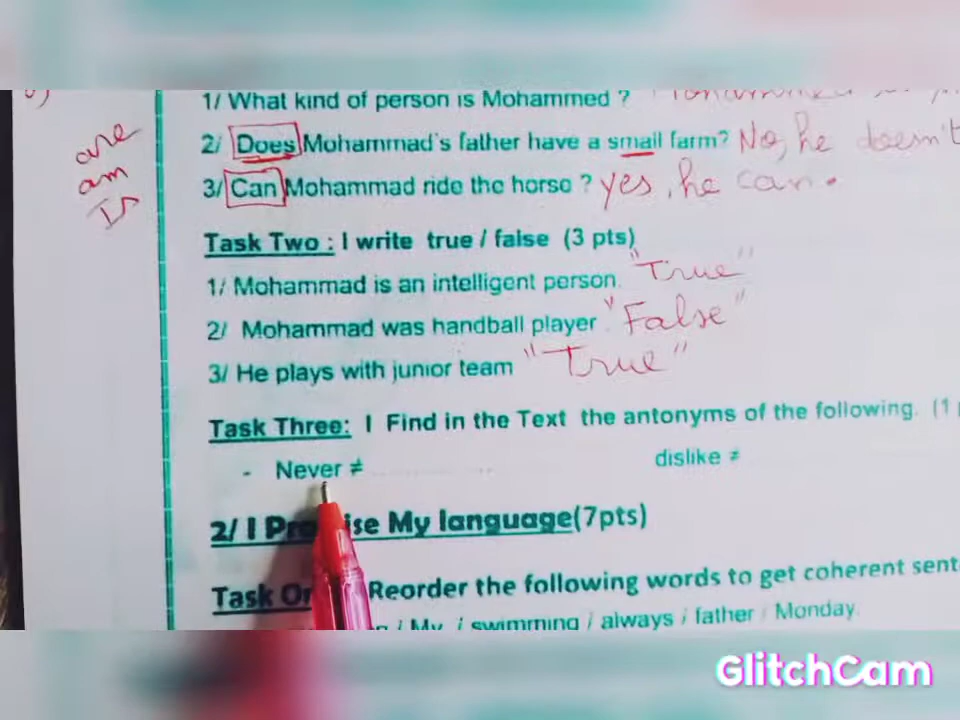 1/ What kind of person is Mohammed ?
are 2/ Does Mohammad's father have a small farm? No, he doesn't
am 3/ Can Mohammad ride the horse ? yes, he can.
Is
Task Two : I write true / false (3 pts)
1/ Mohammad is an intelligent person. "True"
2/ Mohammad was handball player. "False"
3/ He plays with junior team "True"
Task Three: I Find in the Text the antonyms of the following. (1
- Never ≠ .......... dislike ≠
2/ I My language(7pts)
Task Reorder the following words to get coherent
/ My / swimming / always / father / Monday.
GlitchCam